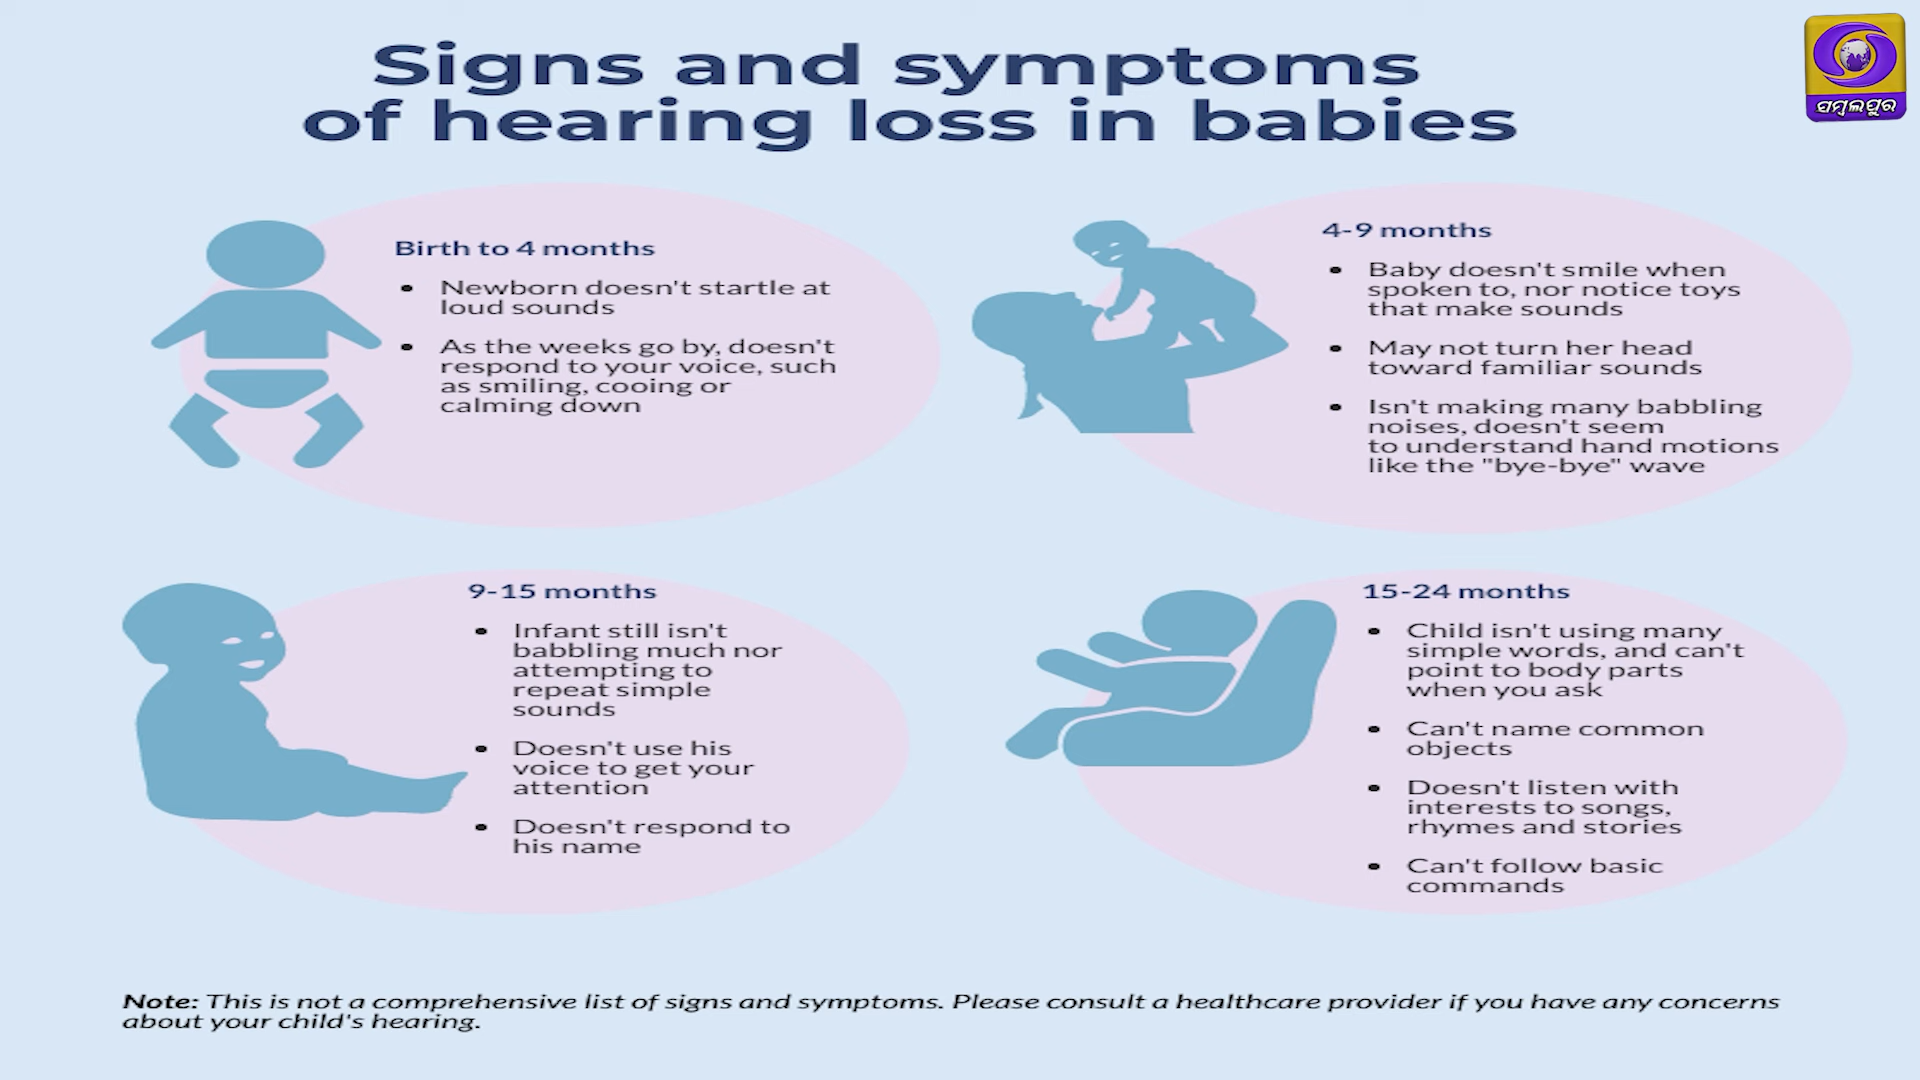 Signs and symptoms
of hearing loss in babies
ସମ୍ବଲପୁର
Birth to 4 months
• Newborn doesn't startle at
loud sounds
• As the weeks go by, doesn't
respond to your voice, such
as smiling, cooing or
calming down
4-9 months
• Baby doesn't smile when
spoken to, nor notice toys
that make sounds
• May not turn her head
toward familiar sounds
• Isn't making many babbling
noises, doesn't seem
to understand hand motions
like the "bye-bye" wave
9-15 months
• Infant still isn't
babbling much nor
attempting to
repeat simple
sounds
• Doesn't use his
voice to get your
attention
• Doesn't respond to
his name
15-24 months
• Child isn't using many
simple words, and can't
point to body parts
when you ask
• Can't name common
objects
• Doesn't listen with
interests to songs,
rhymes and stories
• Can't follow basic
commands
Note: This is not a comprehensive list of signs and symptoms. Please consult a healthcare provider if you have any concerns
about your child's hearing.